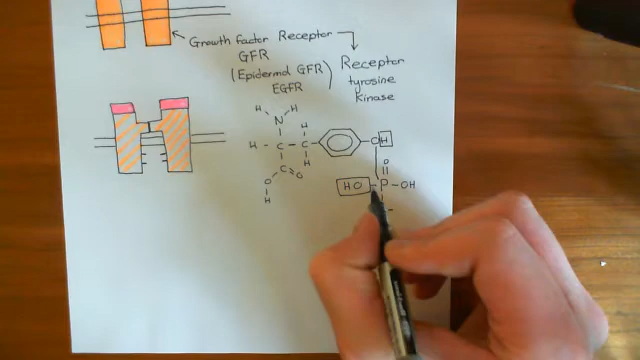 Growth factor Receptor
GFR
(Epidermal GFR)
EGFR
Receptor
tyrosine
kinase
H H
N
H
H - C - C - OH
C H
O O
H
O
HO - P - OH